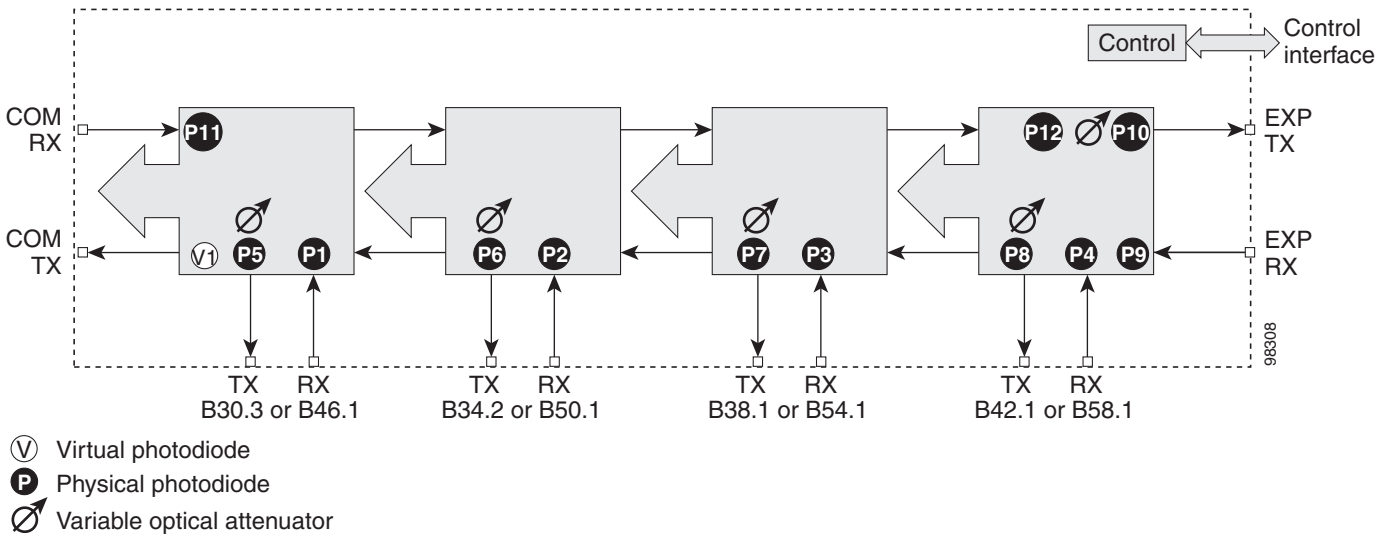 Control
Control
interface
COM
RX
P11
P12
P10
EXP
TX
COM
TX
V1
P5
P1
P6
P2
P7
P3
P8
P4
P9
EXP
RX
98308
TX RX
B30.3 or B46.1
TX RX
B34.2 or B50.1
TX RX
B38.1 or B54.1
TX RX
B42.1 or B58.1
V Virtual photodiode
P Physical photodiode
Variable optical attenuator